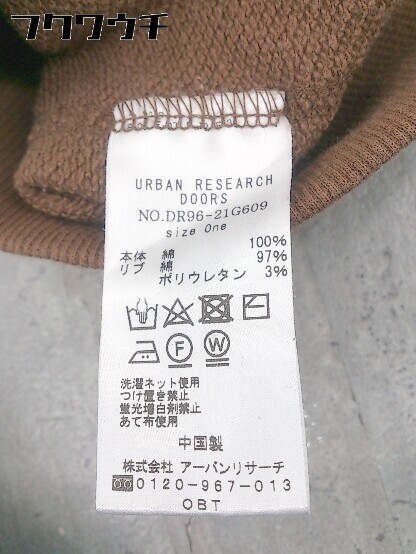 フクワウチ
URBAN RESEARCH
DOORS
NO.DR96-21G609
size One
本体 綿 100%
リブ 綿 97%
ポリウレタン 3%
F W
洗濯ネット使用
つけ置き禁止
蛍光増白剤禁止
あて布使用
中国製
株式会社 アーバンリサーチ
0120-967-013
OBT